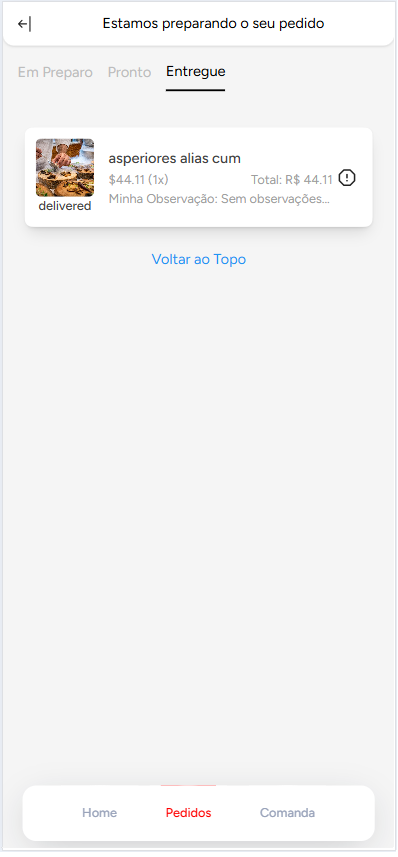 Estamos preparando o seu pedido
Em Preparo Pronto Entregue
asperiores alias cum
$44.11 (1x) Total: R$ 44.11
delivered
Minha Observação: Sem observações...
Voltar ao Topo
Home Pedidos Comanda